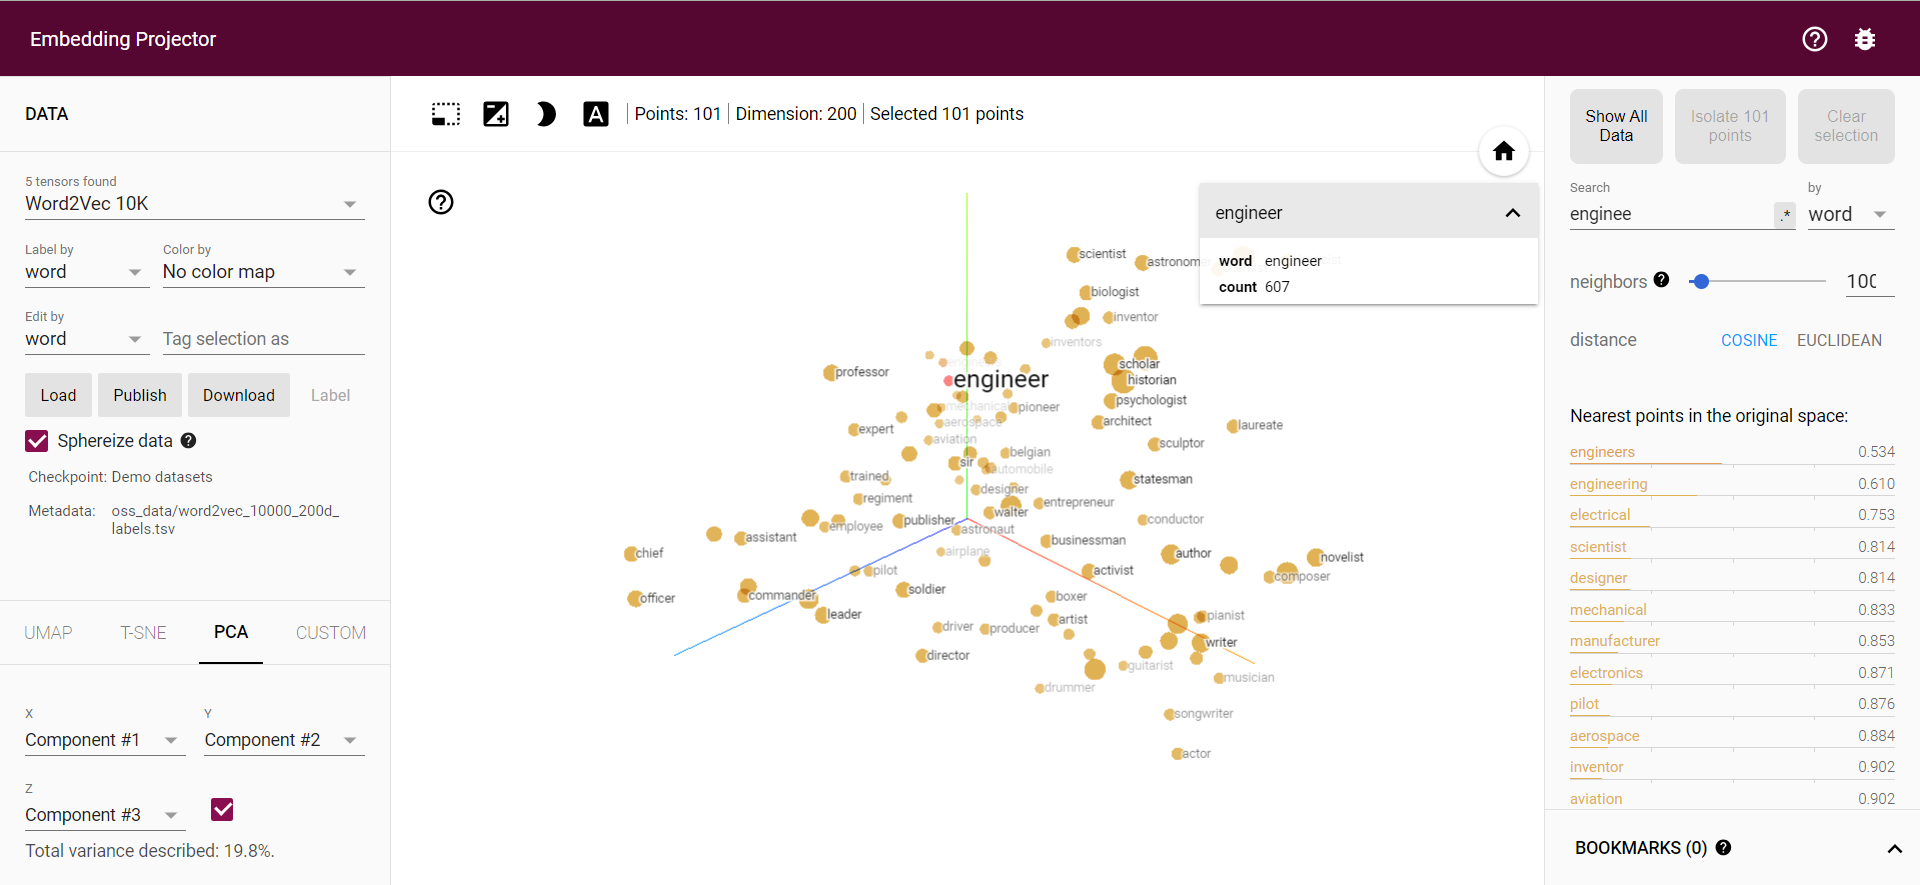 Embedding Projector
DATA
5 tensors found
Word2Vec 10K
Label by
Color by
word
No color map
Edit by
word
Tag selection as
Load
Publish
Download
Label
Sphereize data
Checkpoint: Demo datasets
Metadata:
oss_data/word2vec_10000_200d_
labels.tsv
UMAP
T-SNE
PCA
CUSTOM
X
Y
Component #1
Component #2
Z
Component #3
Total variance described: 19.8%.
A
Points: 101
Dimension: 200
Selected 101 points
engineer
word engineer
count 607
scientist
astronome
biologist
inventor
inventors
professor
scholar
engineer
historian
psychologist
mechanical
pioneer
architect
aerospace
laureate
expert
aviation
sculptor
belgian
sir
automobile
trained
statesman
designer
regiment
entrepreneur
walter
publisher
conductor
employee
astronaut
assistant
businessman
airplane
chief
author
novelist
pilot
activist
composer
soldier
commander
boxer
officer
leader
pianist
artist
driver
producer
writer
director
guitarist
musician
drummer
songwriter
actor
Show All
Data
Isolate 101
points
Clear
selection
Search
by
enginee
.*
word
neighbors
100
distance
COSINE
EUCLIDEAN
Nearest points in the original space:
engineers 0.534
engineering 0.610
electrical 0.753
scientist 0.814
designer 0.814
mechanical 0.833
manufacturer 0.853
electronics 0.871
pilot 0.876
aerospace 0.884
inventor 0.902
aviation 0.902
BOOKMARKS (0)